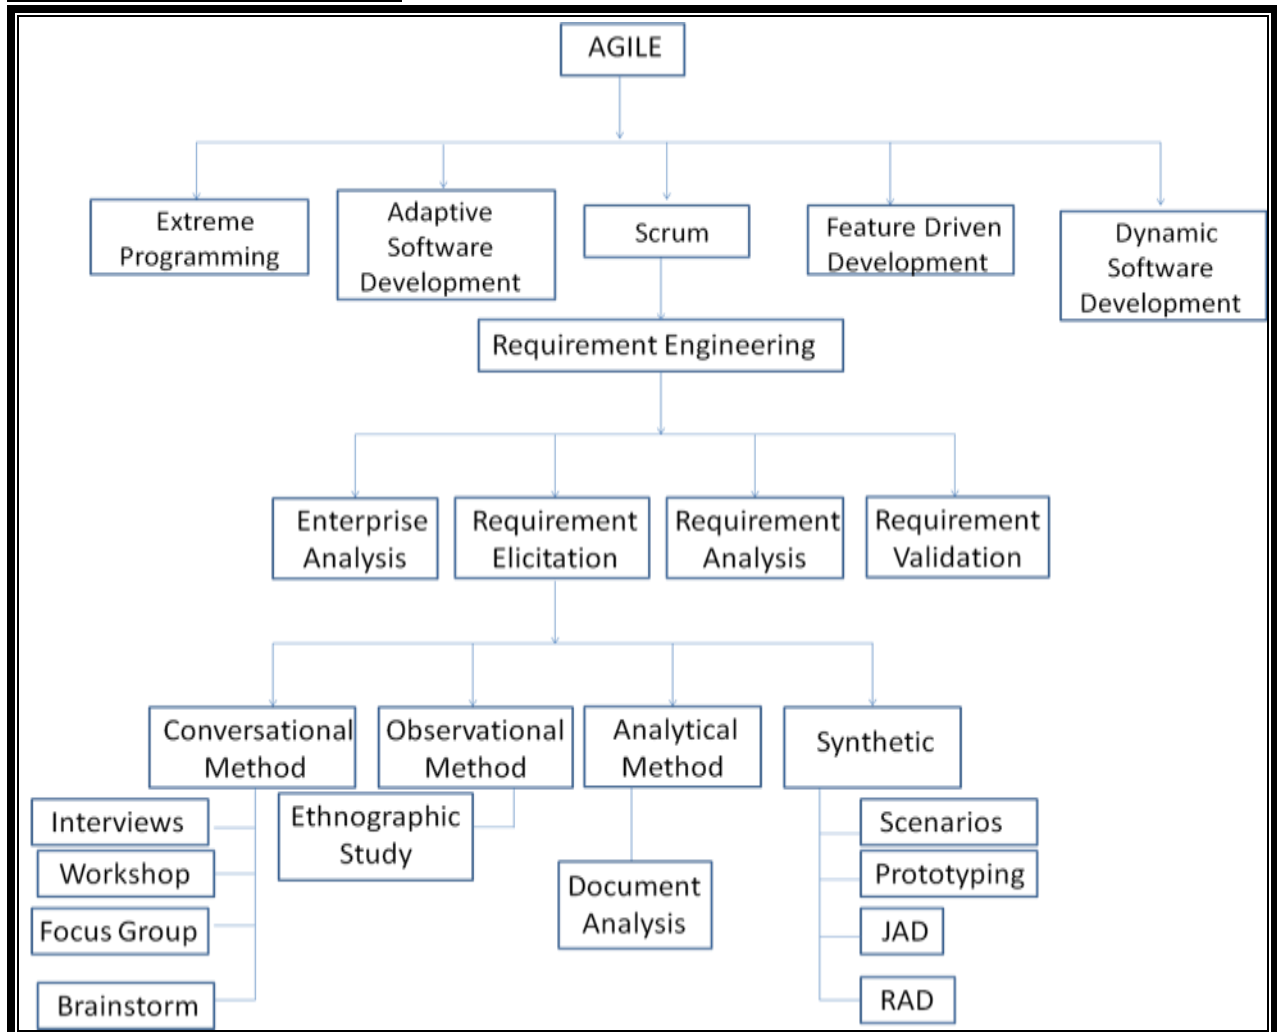 AGILE
Extreme
Programming
Adaptive
Software
Development
Scrum
Feature Driven
Development
Dynamic
Software
Development
Requirement Engineering
Enterprise
Analysis
Requirement
Elicitation
Requirement
Analysis
Requirement
Validation
Conversational
Method
Observational
Method
Analytical
Method
Synthetic
Interviews
Workshop
Focus Group
Brainstorm
Ethnographic
Study
Document
Analysis
Scenarios
Prototyping
JAD
RAD